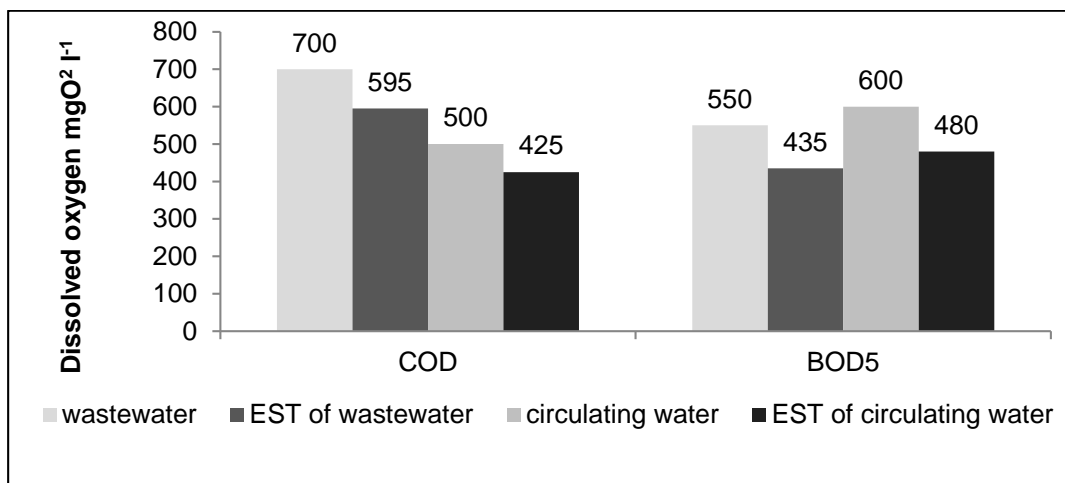 Dissolved oxygen mgO² l⁻¹
800
700
600
500
400
300
200
100
0
700
595
500
425
550
435
600
480
COD
BOD5
wastewater
EST of wastewater
circulating water
EST of circulating water